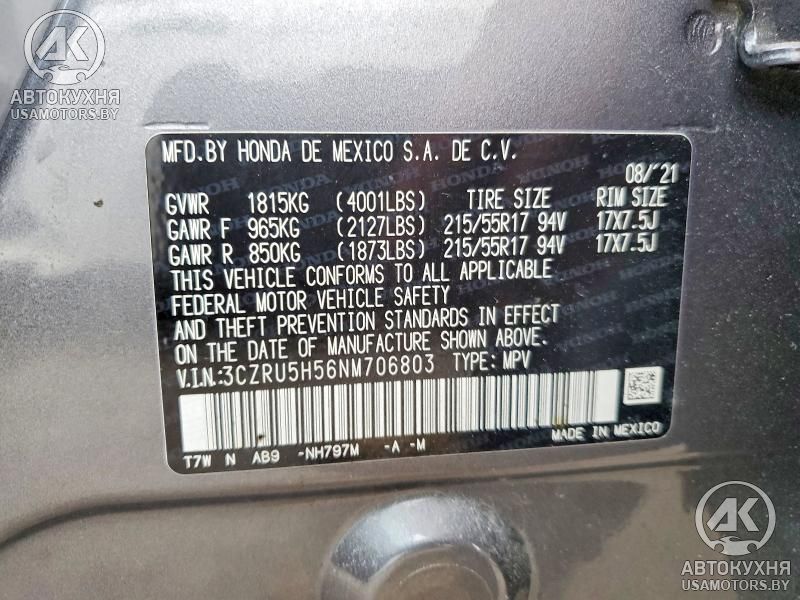 АВТОКУХНЯ
USAMOTORS.BY
MFD.BY HONDA DE MEXICO S.A. DE C.V.
08/'21
GVWR 1815KG (4001LBS) TIRE SIZE RIM SIZE
GAWR F 965KG (2127LBS) 215/55R17 94V 17X7.5J
GAWR R 850KG (1873LBS) 215/55R17 94V 17X7.5J
THIS VEHICLE CONFORMS TO ALL APPLICABLE
FEDERAL MOTOR VEHICLE SAFETY
AND THEFT PREVENTION STANDARDS IN EFFECT
ON THE DATE OF MANUFACTURE SHOWN ABOVE.
V.I.N.:3CZRU5H56NM706803 TYPE: MPV
MADE IN MEXICO
T7W N AB9 -NH797M -A -M
АК
АВТОКУХНЯ
USAMOTORS.BY